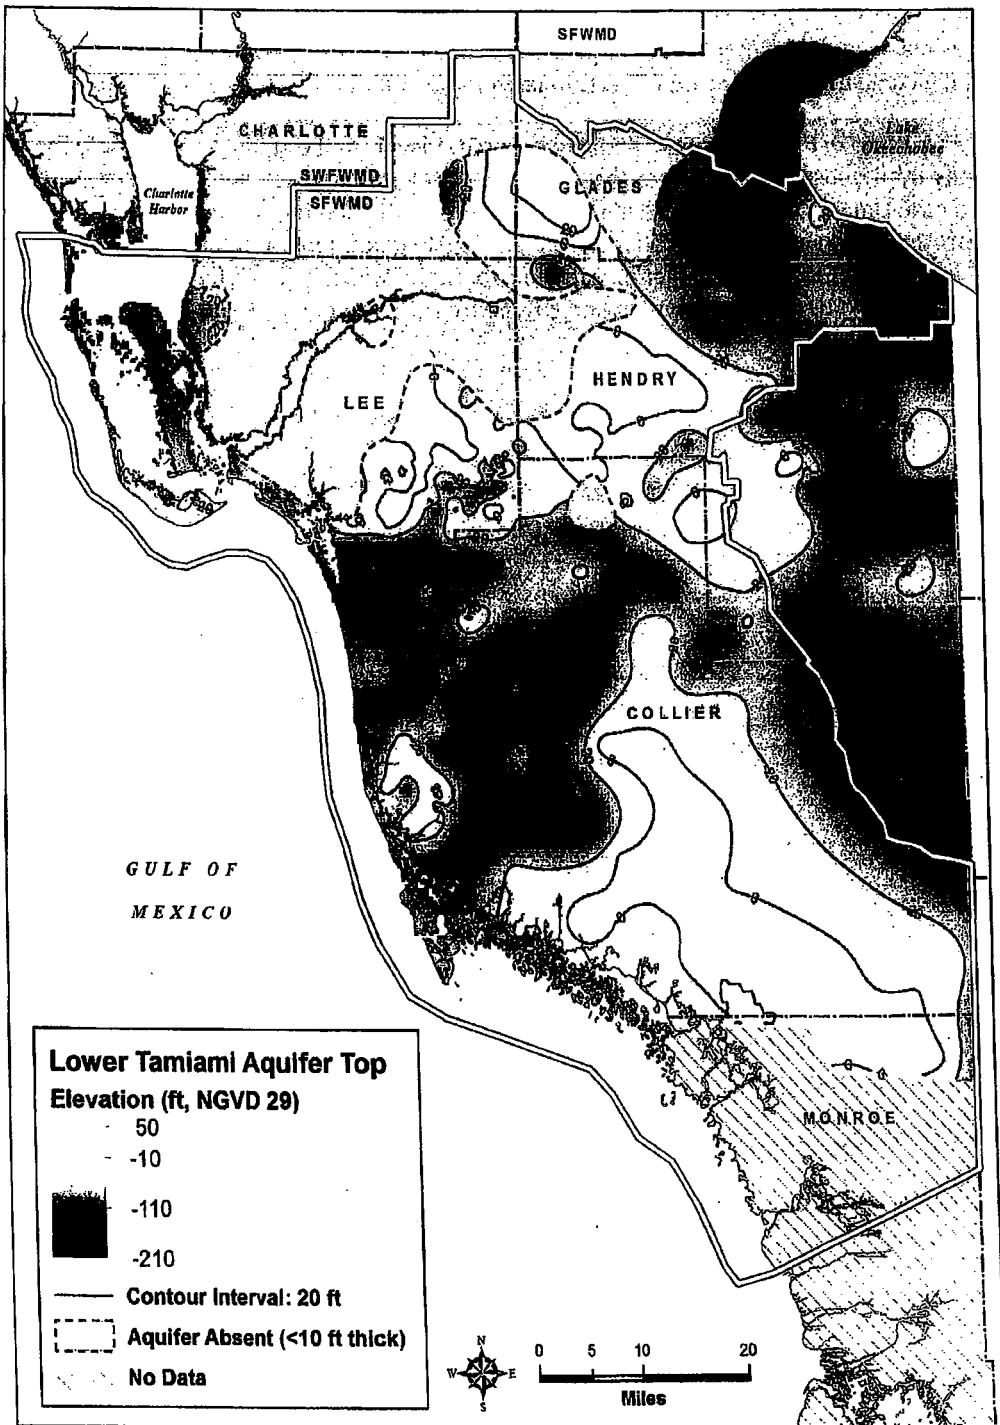 SFWMD
Lake
Okeechobee
CHARLOTTE
SWFWMD
SFWMD
Charlotte
Harbor
GLADES
HENDRY
LEE
COLLIER
GULF OF
MEXICO
MONROE
Lower Tamiami Aquifer Top
Elevation (ft, NGVD 29)
50
-10
-110
-210
Contour Interval: 20 ft
Aquifer Absent (<10 ft thick)
No Data
N
W
E
S
0 5 10 20
Miles